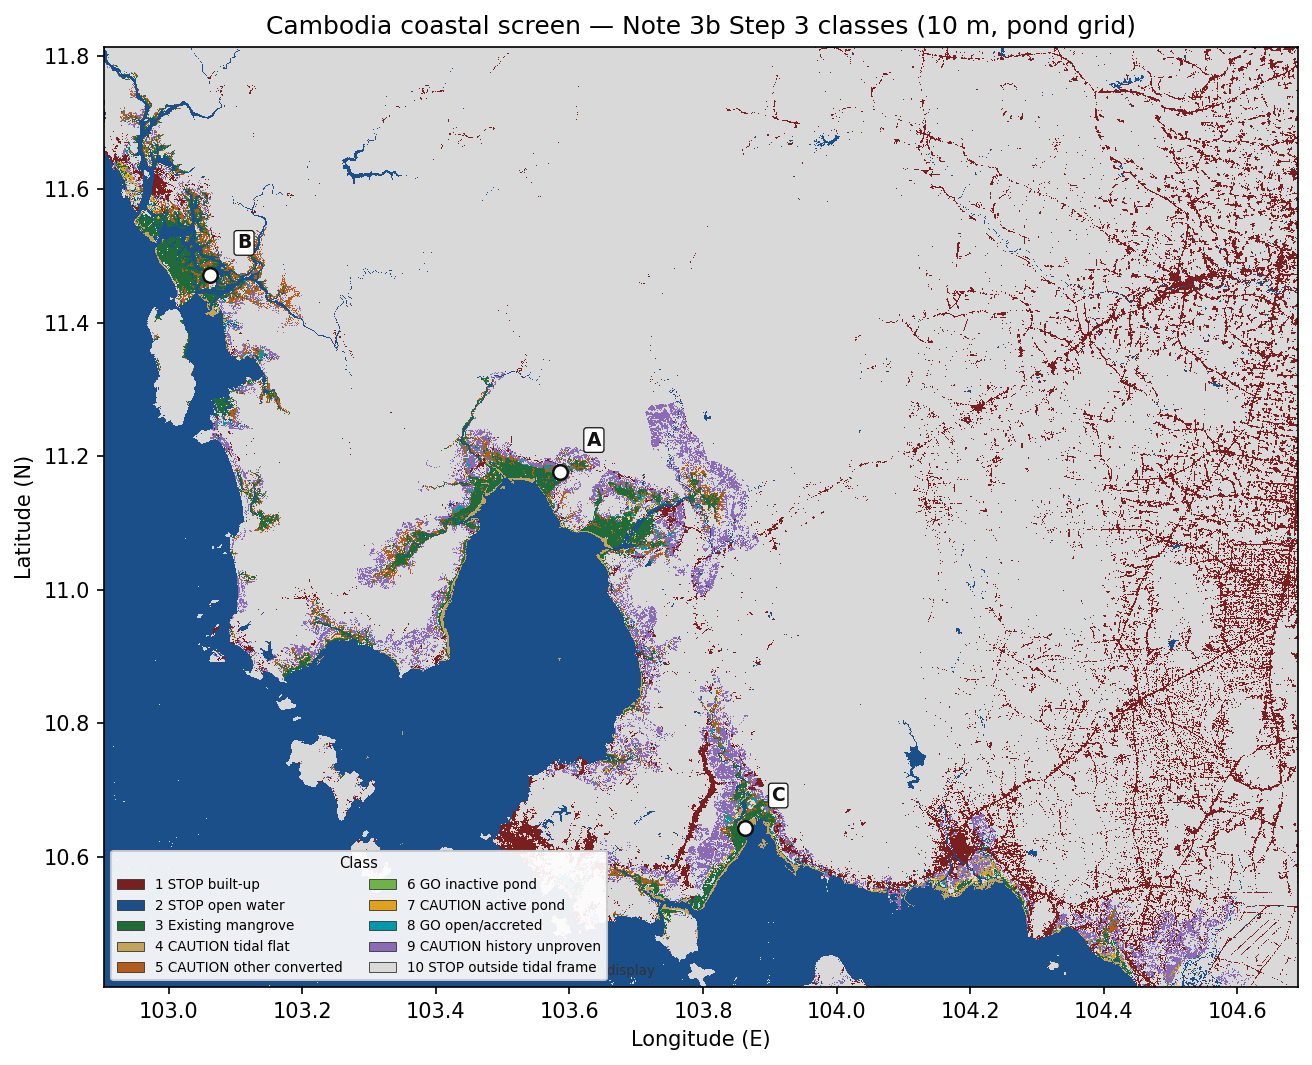 Cambodia coastal screen — Note 3b Step 3 classes (10 m, pond grid)
11.8
11.6
11.4
11.2
11.0
10.8
10.6
Latitude (N)
B
A
C
Class
1 STOP built-up
2 STOP open water
3 Existing mangrove
4 CAUTION tidal flat
5 CAUTION other converted
6 GO inactive pond
7 CAUTION active pond
8 GO open/accreted
9 CAUTION history unproven
10 STOP outside tidal frame
display
103.0 103.2 103.4 103.6 103.8 104.0 104.2 104.4 104.6
Longitude (E)